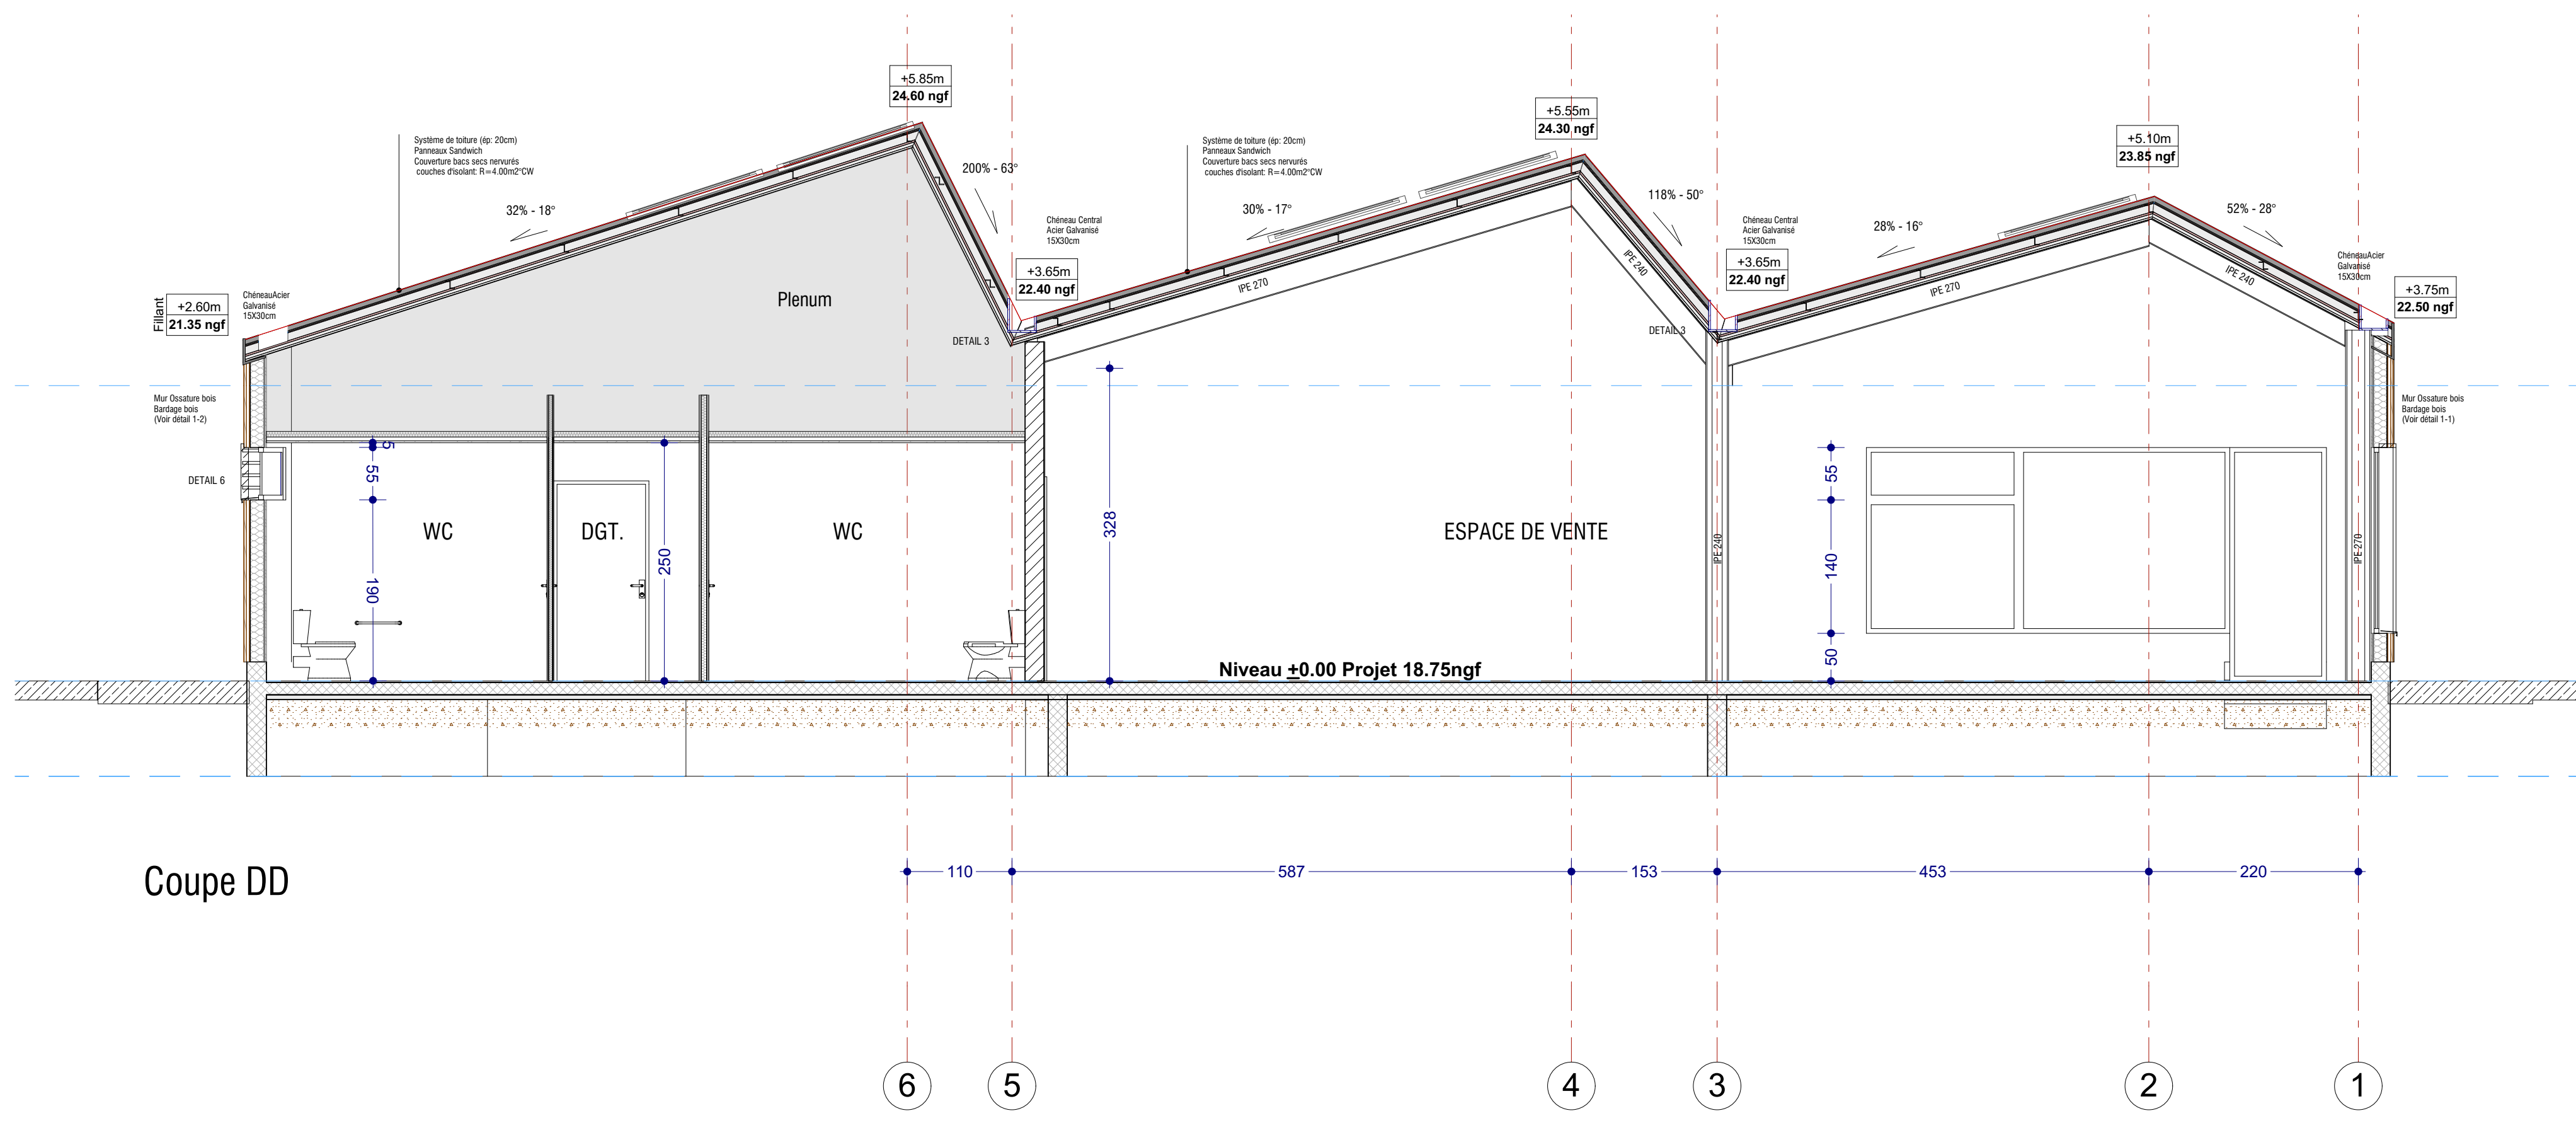 +5.85m
24.60 ngf
+5.55m
24.30 ngf
+5.10m
23.85 ngf
Système de toiture (ép: 20cm)
Panneaux Sandwich
Couverture bacs secs nervurés
couches d'isolant: R=4.00m2°CW
200% - 63°
Système de toiture (ép: 20cm)
Panneaux Sandwich
Couverture bacs secs nervurés
couches d'isolant: R=4.00m2°CW
32% - 18°
30% - 17°
118% - 50°
28% - 16°
52% - 28°
Chéneau Central
Acier Galvanisé
15X30cm
Chéneau Central
Acier Galvanisé
15X30cm
ChéneauAcier
Galvanisé
15X30cm
+3.65m
22.40 ngf
+3.65m
22.40 ngf
+3.75m
22.50 ngf
Fillant
+2.60m
21.35 ngf
ChéneauAcier
Galvanisé
15X30cm
Plenum
IPE 270
IPE 240
IPE 270
IPE 240
DETAIL 3
DETAIL 3
Mur Ossature bois
Bardage bois
(Voir détail 1-2)
Mur Ossature bois
Bardage bois
(Voir détail 1-1)
DETAIL 6
5
55
190
250
328
55
140
50
WC
DGT.
WC
ESPACE DE VENTE
IPE 240
IPE 270
Niveau +0.00 Projet 18.75ngf
Coupe DD
110
587
153
453
220
6
5
4
3
2
1